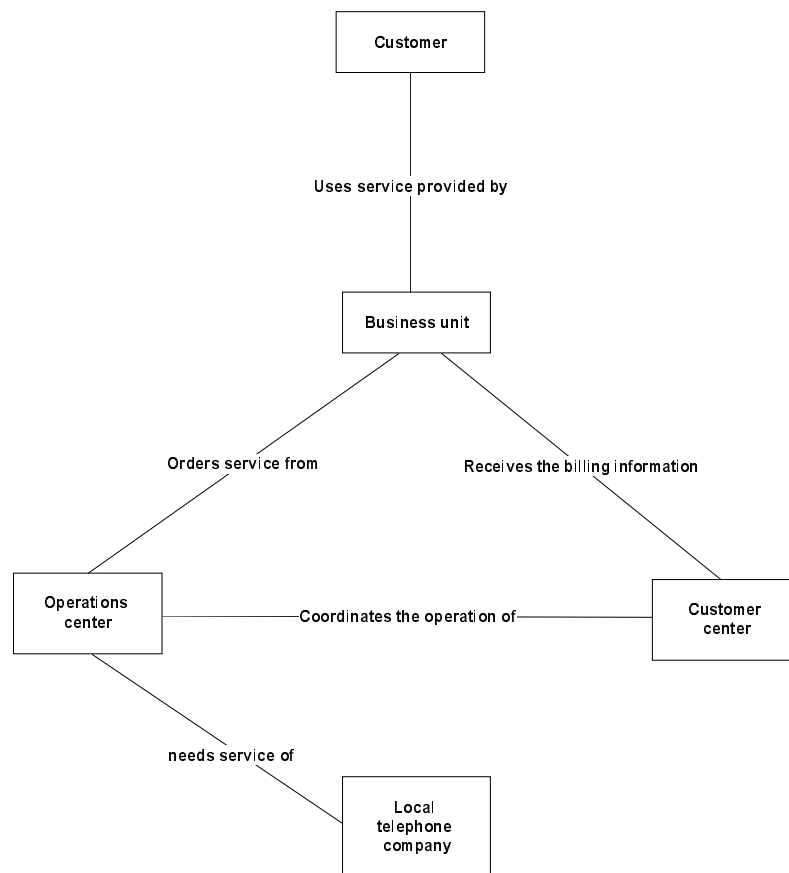 Customer
Uses service provided by
Business unit
Orders service from
Receives the billing information
Operations
center
Coordinates the operation of
Customer
center
needs service of
Local
telephone
company